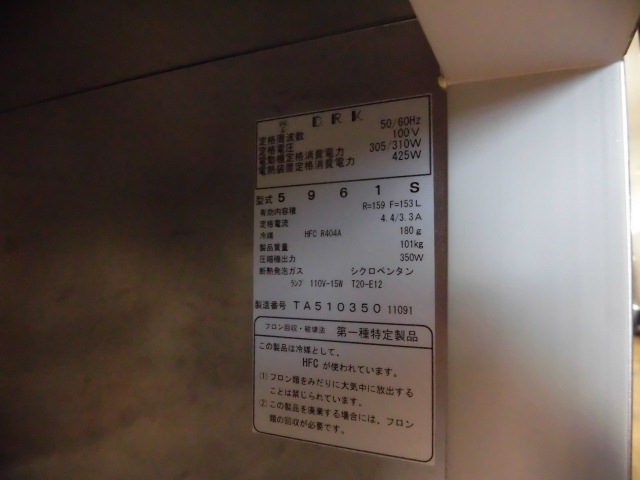 DRK
定格周波数 50/60Hz
定格電圧 100V
電動機定格消費電力 305/310W
電熱装置定格消費電力 425W
型式 5961S
有効内容積 R=159 F=153L
定格電流 4.4/3.3A
冷媒 HFC R404A 180g
製品質量 101kg
圧縮機出力 350W
断熱発泡ガス シクロペンタン
ランプ 110V-15W T20-E12
製造番号 TA510350 11091
フロン回収・破壊法 第一種特定製品
この製品は冷媒として、
HFC が使われています。
(1) フロン類をみだりに大気中に放出する
ことは禁じられています。
(2) この製品を廃棄する場合には、フロン
類の回収が必要です。